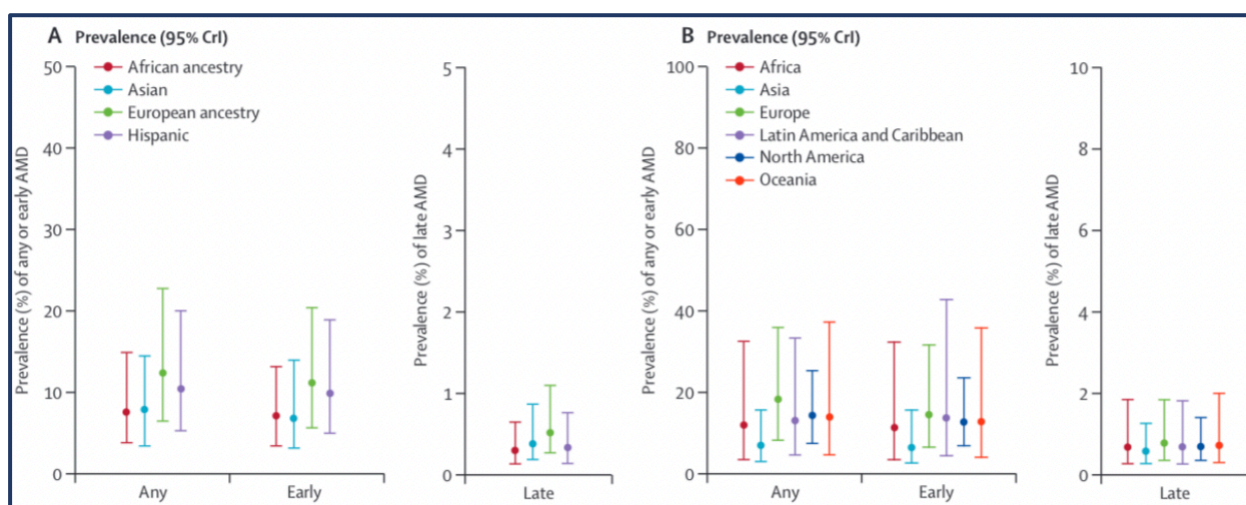 A Prevalence (95% CrI)
African ancestry
Asian
European ancestry
Hispanic
Prevalence (%) of any or early AMD
50
40
30
20
10
0
Any
Early
Prevalence (%) of late AMD
5
4
3
2
1
0
Late
B Prevalence (95% CrI)
Africa
Asia
Europe
Latin America and Caribbean
North America
Oceania
Prevalence (%) of any or early AMD
100
80
60
40
20
0
Any
Early
Prevalence (%) of late AMD
10
8
6
4
2
0
Late